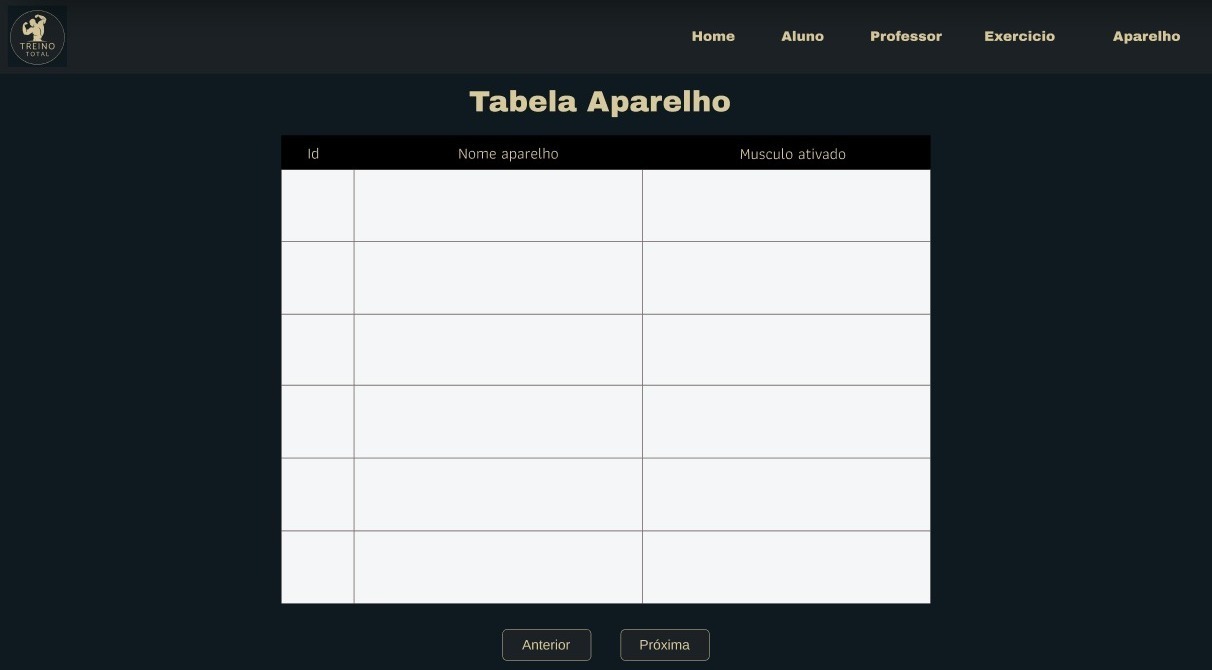 TREINO
TOTAL
Home Aluno Professor Exercicio Aparelho
Tabela Aparelho
Id Nome aparelho Musculo ativado
Anterior Próxima